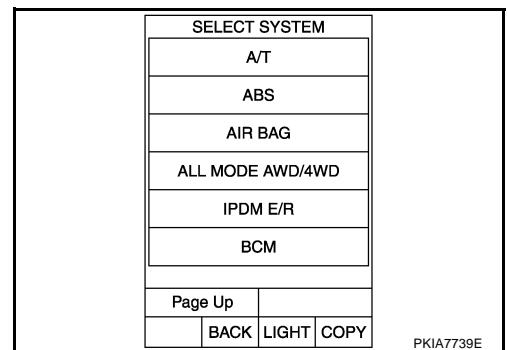 SELECT SYSTEM
A/T
ABS
AIR BAG
ALL MODE AWD/4WD
IPDM E/R
BCM
Page Up
BACK LIGHT COPY
PKIA7739E